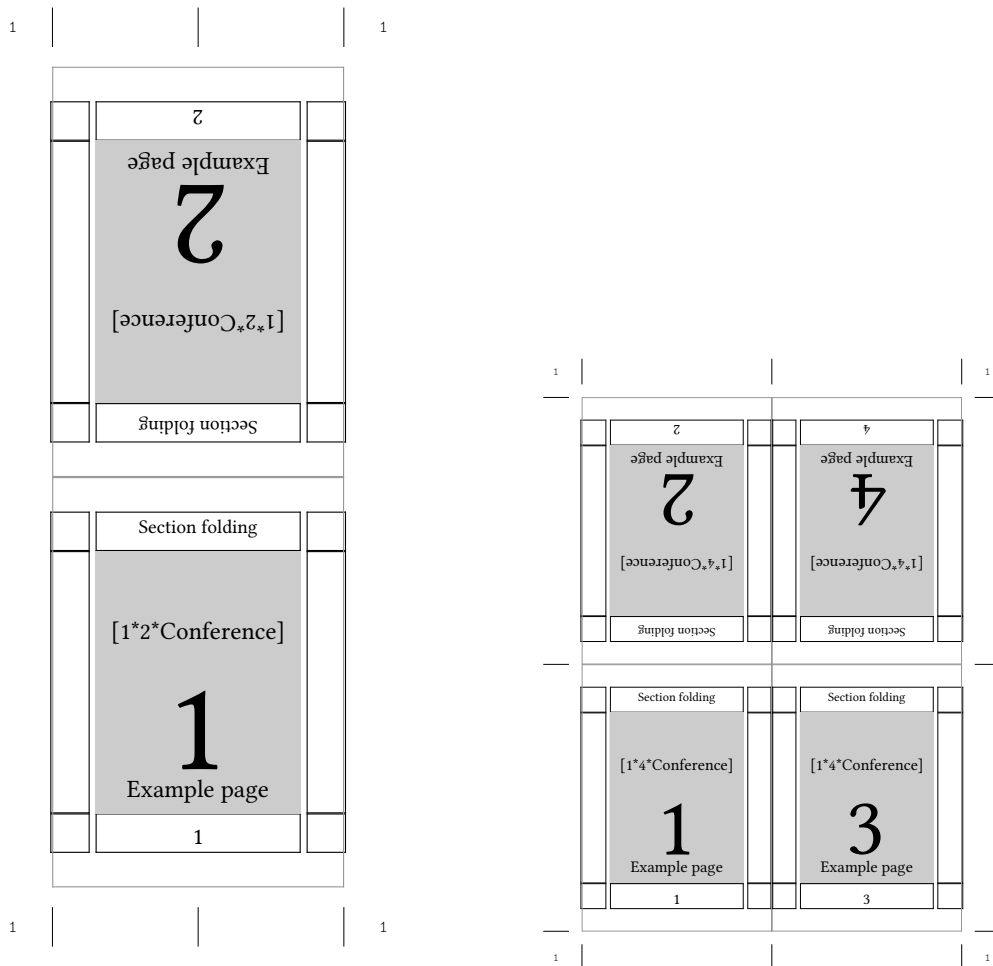 1 1
2
Example page
2
[1*2*Conference]
Section folding
Section folding
[1*2*Conference]
1
Example page
1
1 1
1 1
2 4
Example page Example page
2 4
[1*4*Conference] [1*4*Conference]
Section folding Section folding
Section folding Section folding
[1*4*Conference] [1*4*Conference]
1 3
Example page Example page
1 3
1 1